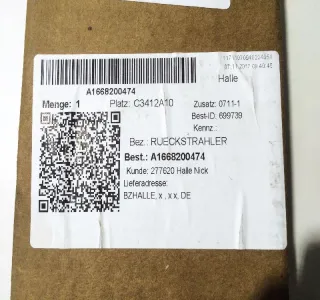 Halle
A1668200474
Menge: 1 Platz: C3412A10 Zusatz: 0711-1
Best-ID: 699739
Kennz.:
Bez.: RUECKSTRAHLER
Best.: A1668200474
Kunde: 277620 Halle Nick
Lieferadresse:
BZHALLE, x , x x, DE